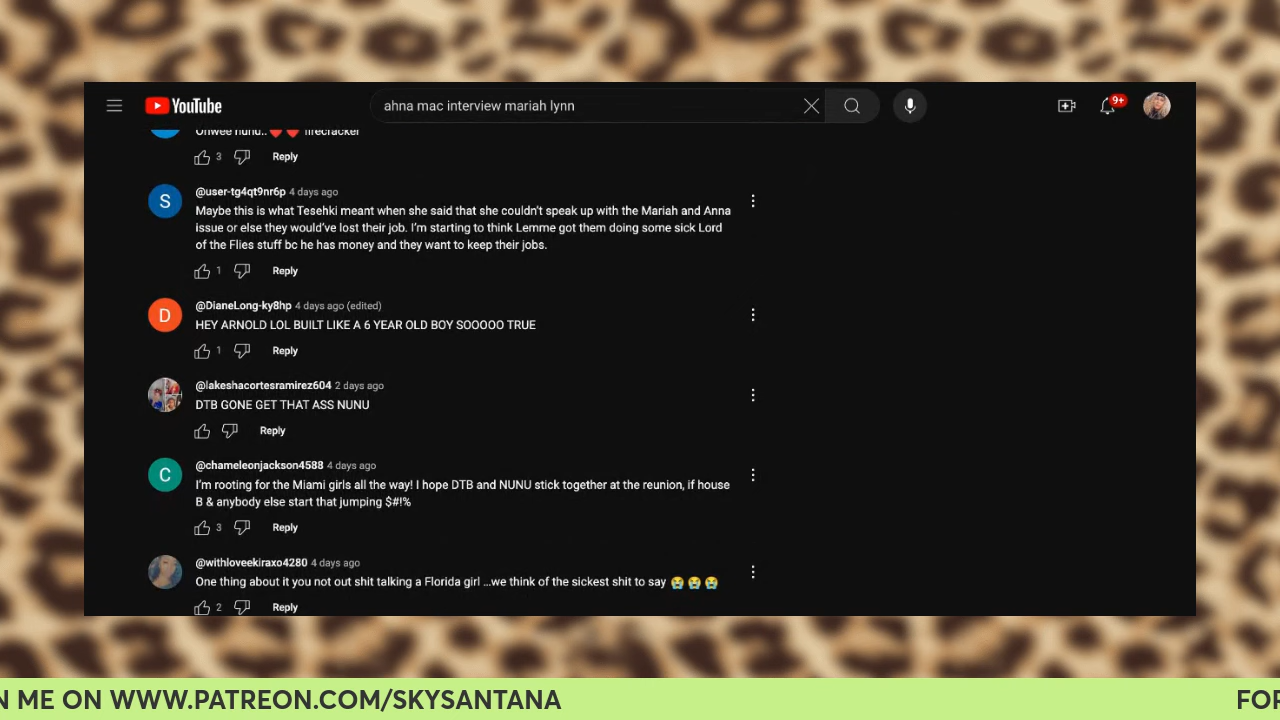 YouTube
ahna mac interview mariah lynn
9+
Unwee nunu..❤️ ❤️ firecracker
3 Reply
S
@user-tg4qt9nr6p 4 days ago
Maybe this is what Tesehki meant when she said that she couldn't speak up with the Mariah and Anna
issue or else they would've lost their job. I'm starting to think Lemme got them doing some sick Lord
of the Flies stuff bc he has money and they want to keep their jobs.
1 Reply
D
@DianeLong-ky8hp 4 days ago (edited)
HEY ARNOLD LOL BUILT LIKE A 6 YEAR OLD BOY SOOOOO TRUE
1 Reply
@lakeshacortesramirez604 2 days ago
DTB GONE GET THAT ASS NUNU
Reply
C
@chameleonjackson4588 4 days ago
I'm rooting for the Miami girls all the way! I hope DTB and NUNU stick together at the reunion, if house
B & anybody else start that jumping $#!%
3 Reply
@withloveekiraxo4280 4 days ago
One thing about it you not out shit talking a Florida girl ...we think of the sickest shit to say 😭 😭 😭
2 Reply
N ME ON WWW.PATREON.COM/SKYSANTANA
FOR